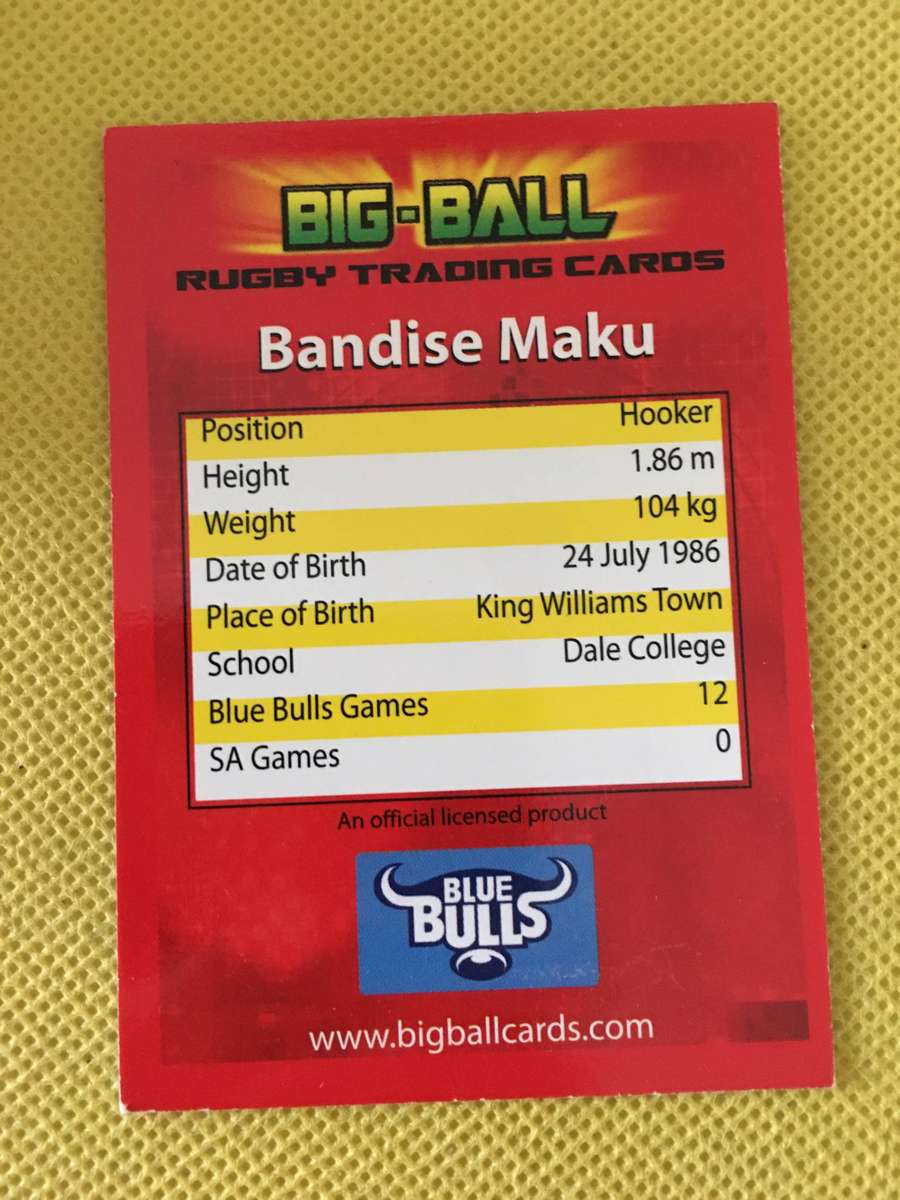 BIG-BALL
RUGBY TRADING CARDS
Bandise Maku
Position Hooker
Height 1.86 m
Weight 104 kg
Date of Birth 24 July 1986
Place of Birth King Williams Town
School Dale College
Blue Bulls Games 12
SA Games 0
An official licensed product
BLUE
BULLS
www.bigballcards.com